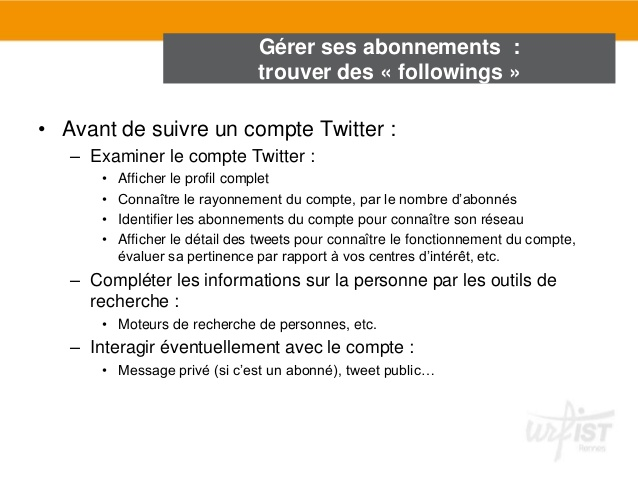 Gérer ses abonnements :
trouver des « followings »
• Avant de suivre un compte Twitter :
– Examiner le compte Twitter :
• Afficher le profil complet
• Connaître le rayonnement du compte, par le nombre d'abonnés
• Identifier les abonnements du compte pour connaître son réseau
• Afficher le détail des tweets pour connaître le fonctionnement du compte,
évaluer sa pertinence par rapport à vos centres d'intérêt, etc.
– Compléter les informations sur la personne par les outils de
recherche :
• Moteurs de recherche de personnes, etc.
– Interagir éventuellement avec le compte :
• Message privé (si c'est un abonné), tweet public…
urfIST
Rennes